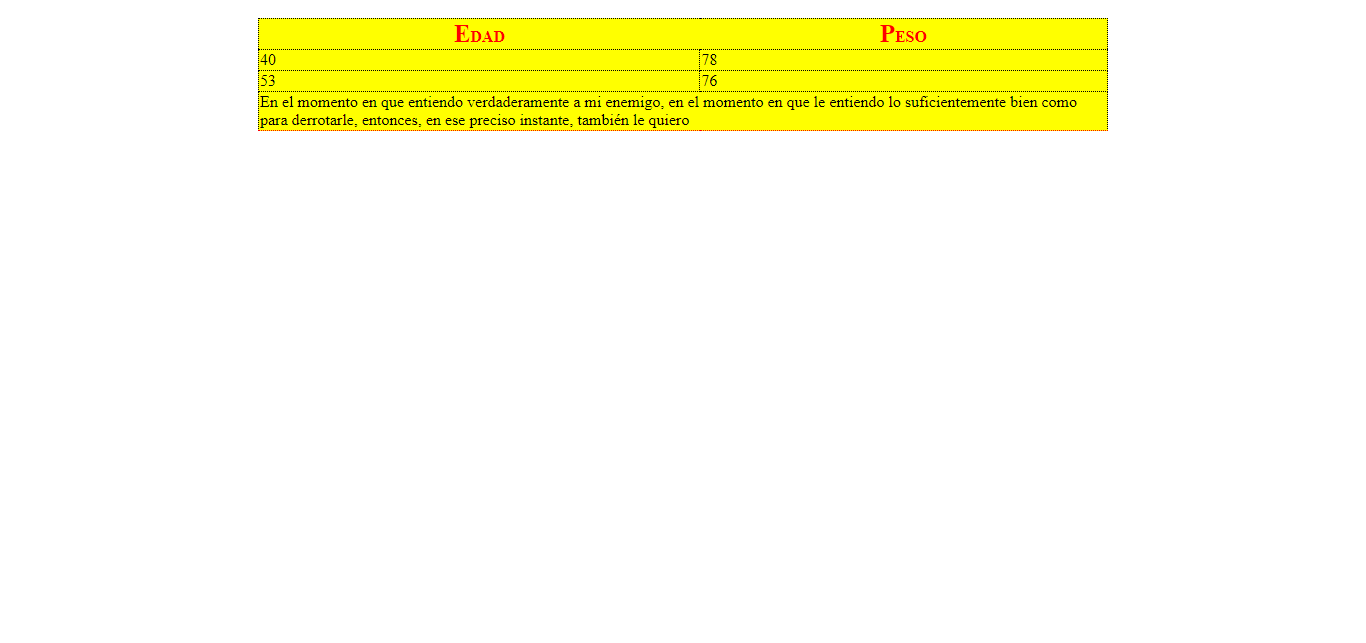 Edad Peso
40 78
53 76
En el momento en que entiendo verdaderamente a mi enemigo, en el momento en que le entiendo lo suficientemente bien como
para derrotarle, entonces, en ese preciso instante, también le quiero